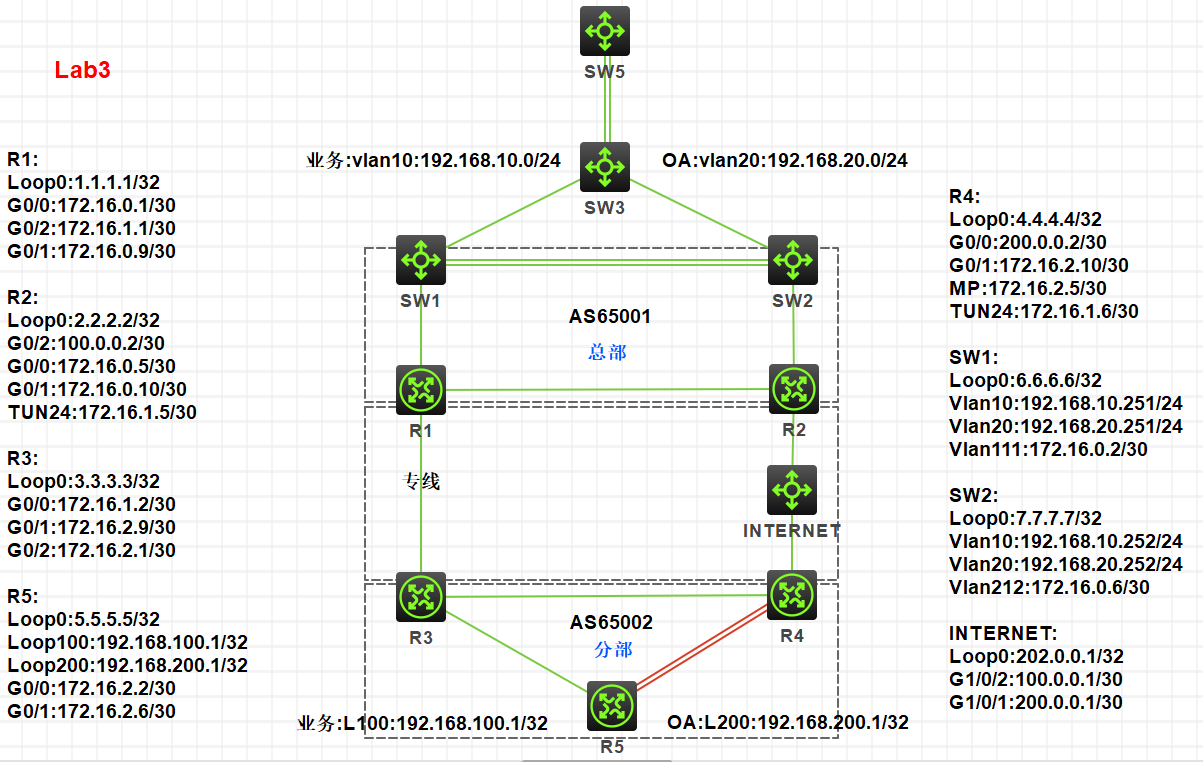 Lab3
SW5
业务:vlan10:192.168.10.0/24
OA:vlan20:192.168.20.0/24
SW3
SW1
SW2
AS65001
总部
R1
R2
专线
INTERNET
R3
R4
AS65002
分部
业务:L100:192.168.100.1/32
OA:L200:192.168.200.1/32
R5
R1:
Loop0:1.1.1.1/32
G0/0:172.16.0.1/30
G0/2:172.16.1.1/30
G0/1:172.16.0.9/30
R2:
Loop0:2.2.2.2/32
G0/2:100.0.0.2/30
G0/0:172.16.0.5/30
G0/1:172.16.0.10/30
TUN24:172.16.1.5/30
R3:
Loop0:3.3.3.3/32
G0/0:172.16.1.2/30
G0/1:172.16.2.9/30
G0/2:172.16.2.1/30
R5:
Loop0:5.5.5.5/32
Loop100:192.168.100.1/32
Loop200:192.168.200.1/32
G0/0:172.16.2.2/30
G0/1:172.16.2.6/30
R4:
Loop0:4.4.4.4/32
G0/0:200.0.0.2/30
G0/1:172.16.2.10/30
MP:172.16.2.5/30
TUN24:172.16.1.6/30
SW1:
Loop0:6.6.6.6/32
Vlan10:192.168.10.251/24
Vlan20:192.168.20.251/24
Vlan111:172.16.0.2/30
SW2:
Loop0:7.7.7.7/32
Vlan10:192.168.10.252/24
Vlan20:192.168.20.252/24
Vlan212:172.16.0.6/30
INTERNET:
Loop0:202.0.0.1/32
G1/0/2:100.0.0.1/30
G1/0/1:200.0.0.1/30